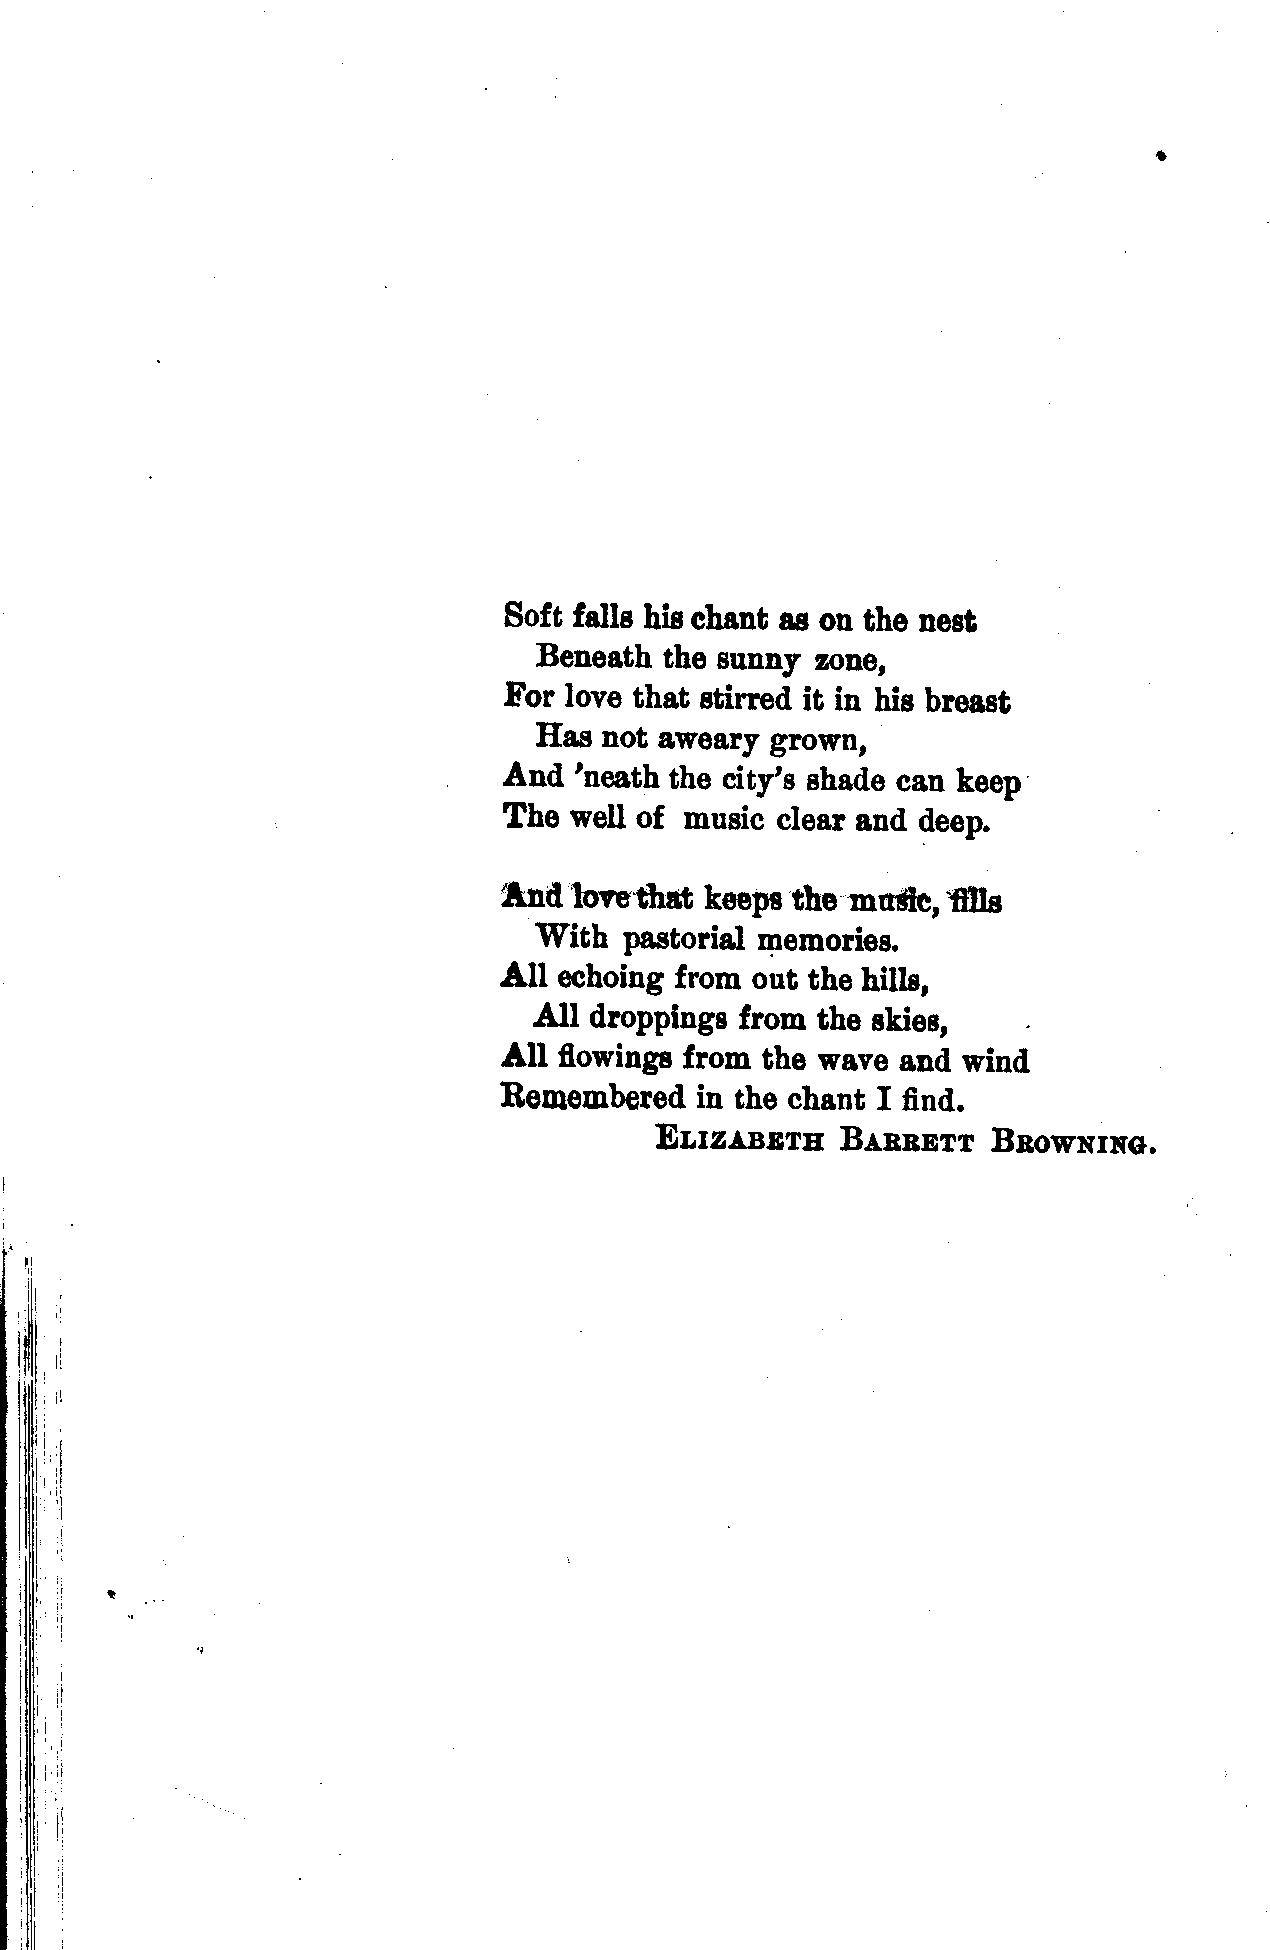 Soft falls his chant as on the nest
Beneath the sunny zone,
For love that stirred it in his breast
Has not aweary grown,
And 'neath the city's shade can keep
The well of music clear and deep.
And love that keeps the music, fills
With pastorial memories.
All echoing from out the hills,
All droppings from the skies,
All flowings from the wave and wind
Remembered in the chant I find.
ELIZABETH BARRETT BROWNING.